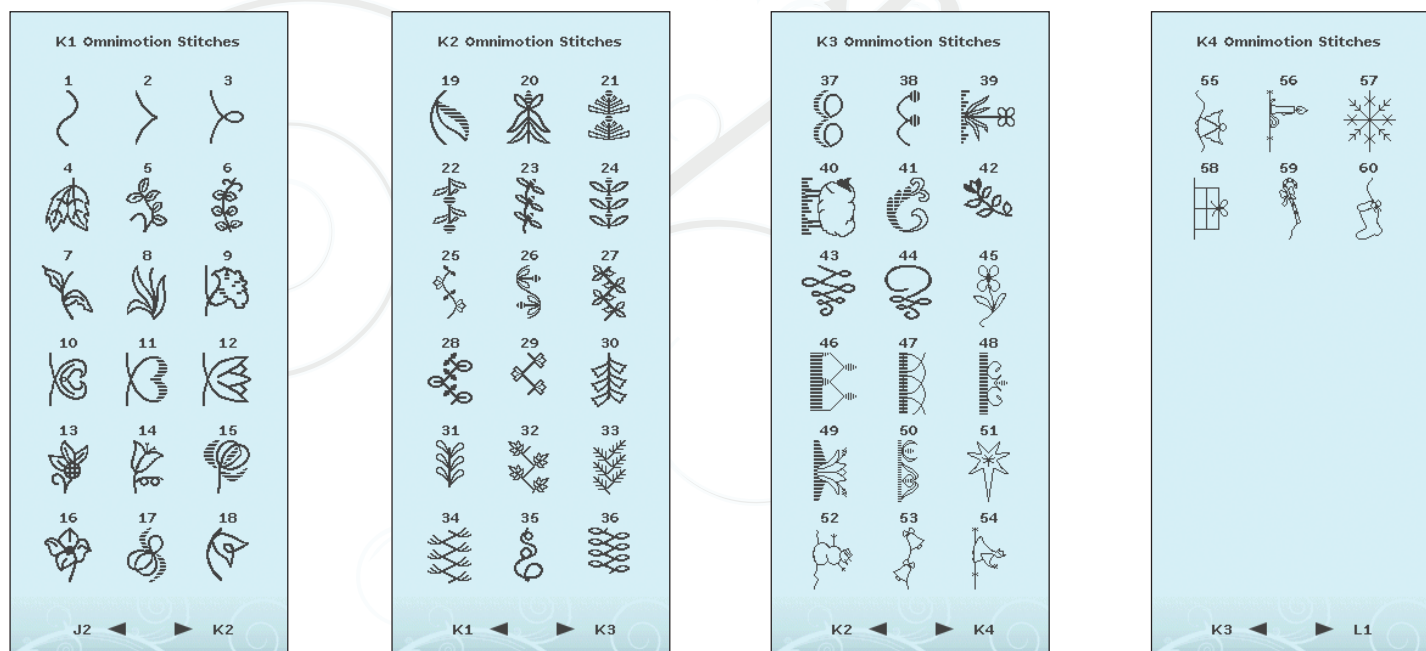 K1 Omnimotion Stitches
1 2 3
4 5 6
7 8 9
10 11 12
13 14 15
16 17 18
J2 K2
K2 Omnimotion Stitches
19 20 21
22 23 24
25 26 27
28 29 30
31 32 33
34 35 36
K1 K3
K3 Omnimotion Stitches
37 38 39
40 41 42
43 44 45
46 47 48
49 50 51
52 53 54
K2 K4
K4 Omnimotion Stitches
55 56 57
58 59 60
K3 L1